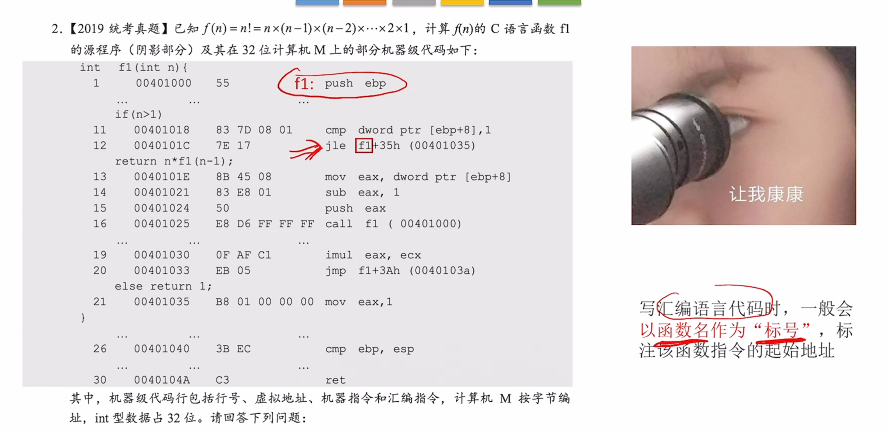 2.【2019 统考真题】已知 f(n)=n!=n×(n−1)×(n−2)×⋯×2×1，计算 f(n)的 C 语言函数 f1
的源程序（阴影部分）及其在 32 位计算机 M 上的部分机器级代码如下：
int f1(int n){
1 00401000 55 f1: push ebp
… … …
if(n>1)
11 00401018 83 7D 08 01 cmp dword ptr [ebp+8],1
12 0040101C 7E 17 jle f1+35h (00401035)
return n*f1(n-1);
13 0040101E 8B 45 08 mov eax, dword ptr [ebp+8]
14 00401021 83 E8 01 sub eax, 1
15 00401024 50 push eax
16 00401025 E8 D6 FF FF FF call f1 ( 00401000)
… … …
19 00401030 0F AF C1 imul eax, ecx
20 00401033 EB 05 jmp f1+3Ah (0040103a)
else return 1;
21 00401035 B8 01 00 00 00 mov eax,1
}
… … …
26 00401040 3B EC cmp ebp, esp
… … …
30 0040104A C3 ret
其中，机器级代码行包括行号、虚拟地址、机器指令和汇编指令，计算机 M 按字节编
址，int 型数据占 32 位。请回答下列问题：
让我康康
写汇编语言代码时，一般会
以函数名作为“标号”，标
注该函数指令的起始地址